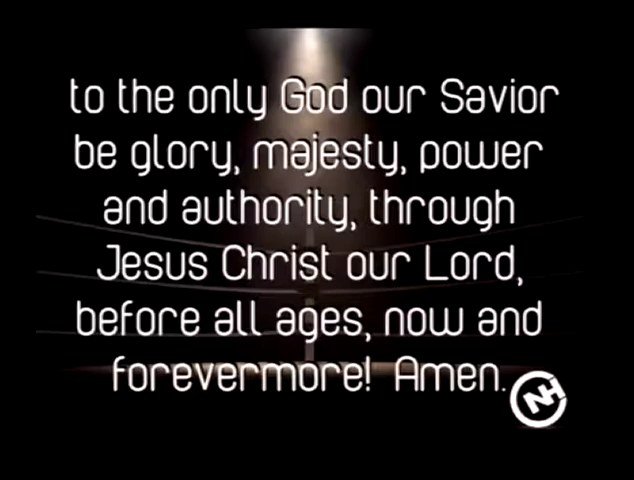 to the only God our Savior
be glory, majesty, power
and authority, through
Jesus Christ our Lord,
before all ages, now and
forevermore! Amen.
NH